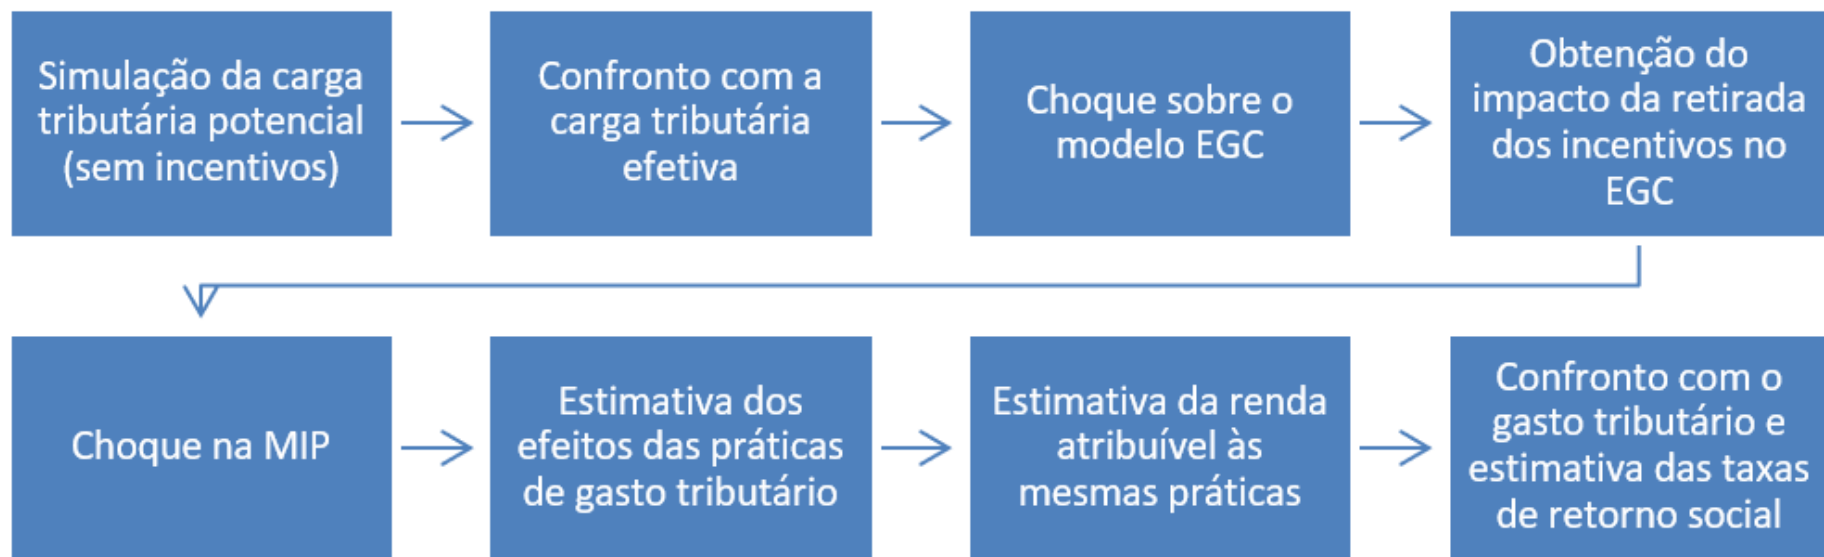 Simulação da carga
tributária potencial
(sem incentivos)
Confronto com a
carga tributária
efetiva
Choque sobre o
modelo EGC
Obtenção do
impacto da retirada
dos incentivos no
EGC
Choque na MIP
Estimativa dos
efeitos das práticas
de gasto tributário
Estimativa da renda
atribuível às
mesmas práticas
Confronto com o
gasto tributário e
estimativa das taxas
de retorno social